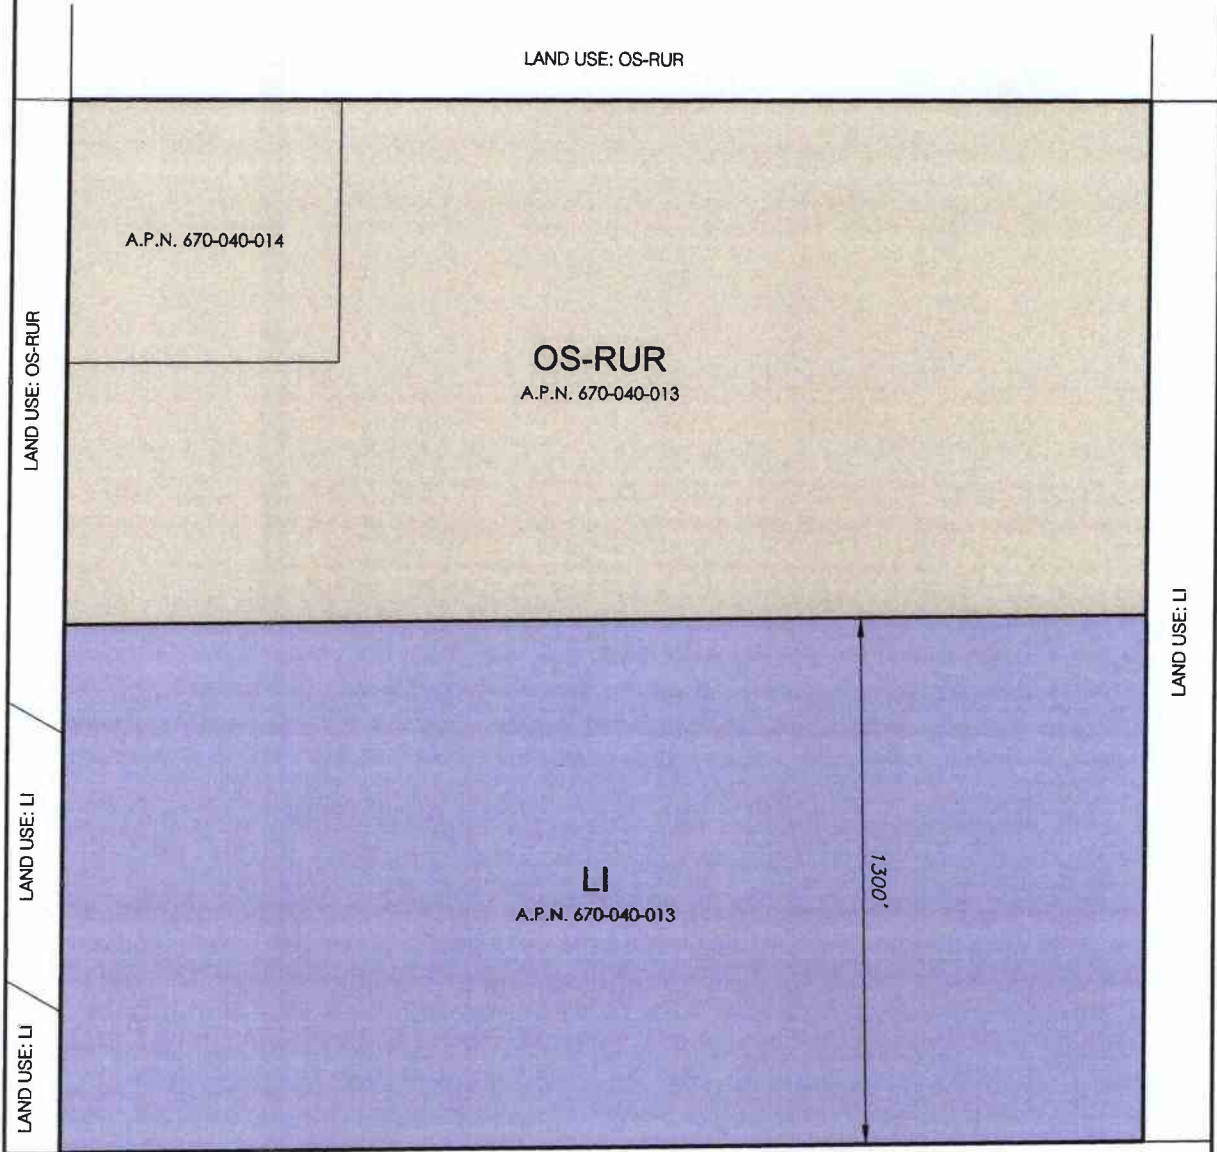 LAND USE: OS-RUR
A.P.N. 670-040-014
LAND USE: OS-RUR
OS-RUR
A.P.N. 670-040-013
LAND USE: LI
LAND USE: LI
LI
A.P.N. 670-040-013
1300'
LAND USE: LI